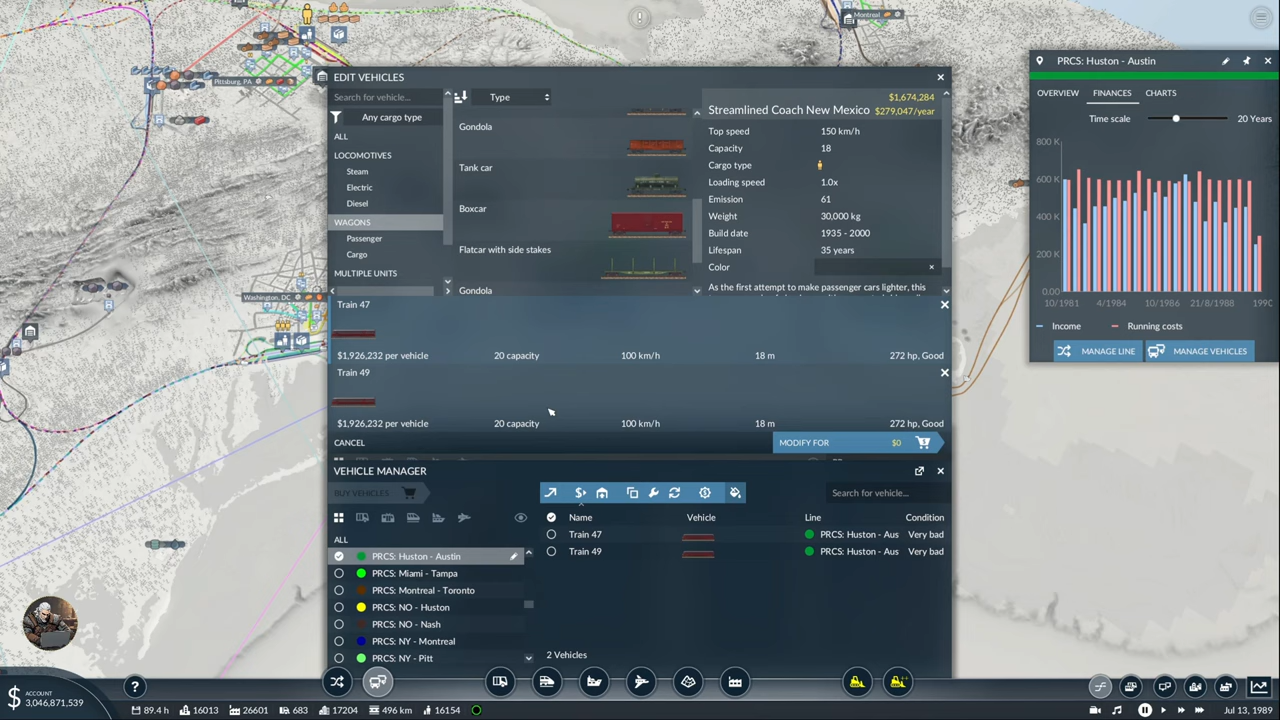 Montreal
Pittsburg, PA
Washington, DC
EDIT VEHICLES
Search for vehicle...
Type
Any cargo type
ALL
LOCOMOTIVES
Steam
Electric
Diesel
WAGONS
Passenger
Cargo
MULTIPLE UNITS
Gondola
Tank car
Boxcar
Flatcar with side stakes
Gondola
$1,674,284
Streamlined Coach New Mexico $279,047/year
Top speed 150 km/h
Capacity 18
Cargo type
Loading speed 1.0x
Emission 61
Weight 30,000 kg
Build date 1935 - 2000
Lifespan 35 years
Color
As the first attempt to make passenger cars lighter, this
Train 47
$1,926,232 per vehicle 20 capacity 100 km/h 18 m 272 hp, Good
Train 49
$1,926,232 per vehicle 20 capacity 100 km/h 18 m 272 hp, Good
CANCEL
MODIFY FOR $0
VEHICLE MANAGER
BUY VEHICLES
Search for vehicle...
ALL
PRCS: Huston - Austin
PRCS: Miami - Tampa
PRCS: Montreal - Toronto
PRCS: NO - Huston
PRCS: NO - Nash
PRCS: NY - Montreal
PRCS: NY - Pitt
Name Vehicle Line Condition
Train 47 PRCS: Huston - Aus Very bad
Train 49 PRCS: Huston - Aus Very bad
2 Vehicles
PRCS: Huston - Austin
OVERVIEW FINANCES CHARTS
Time scale 20 Years
800 K
600 K
400 K
200 K
0.00
10/1981 4/1984 10/1986 21/8/1988 1990
Income Running costs
MANAGE LINE MANAGE VEHICLES
$ ACCOUNT
3,046,871,539
?
89.4 h 16013 26601 683 17204 496 km 16154
Jul 13, 1989